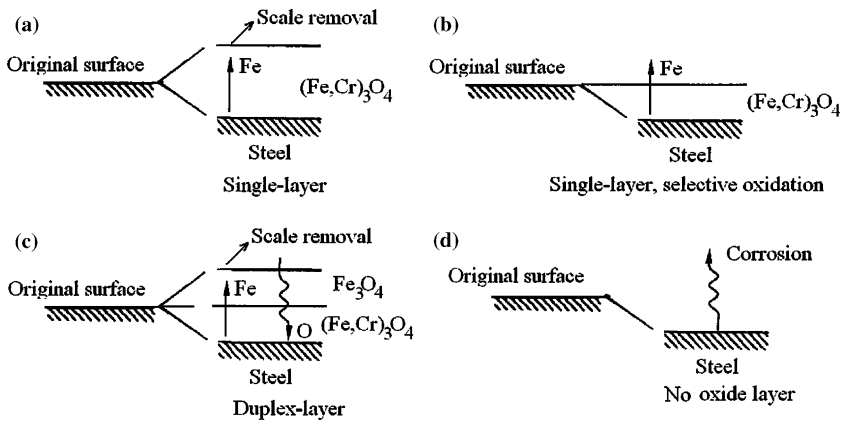 (a)
Scale removal
Original surface
Fe
(Fe,Cr)3O4
Steel
Single-layer
(b)
Original surface
Fe
(Fe,Cr)3O4
Steel
Single-layer, selective oxidation
(c)
Scale removal
Original surface
Fe
Fe3O4
O
(Fe,Cr)3O4
Steel
Duplex-layer
(d)
Corrosion
Original surface
Steel
No oxide layer